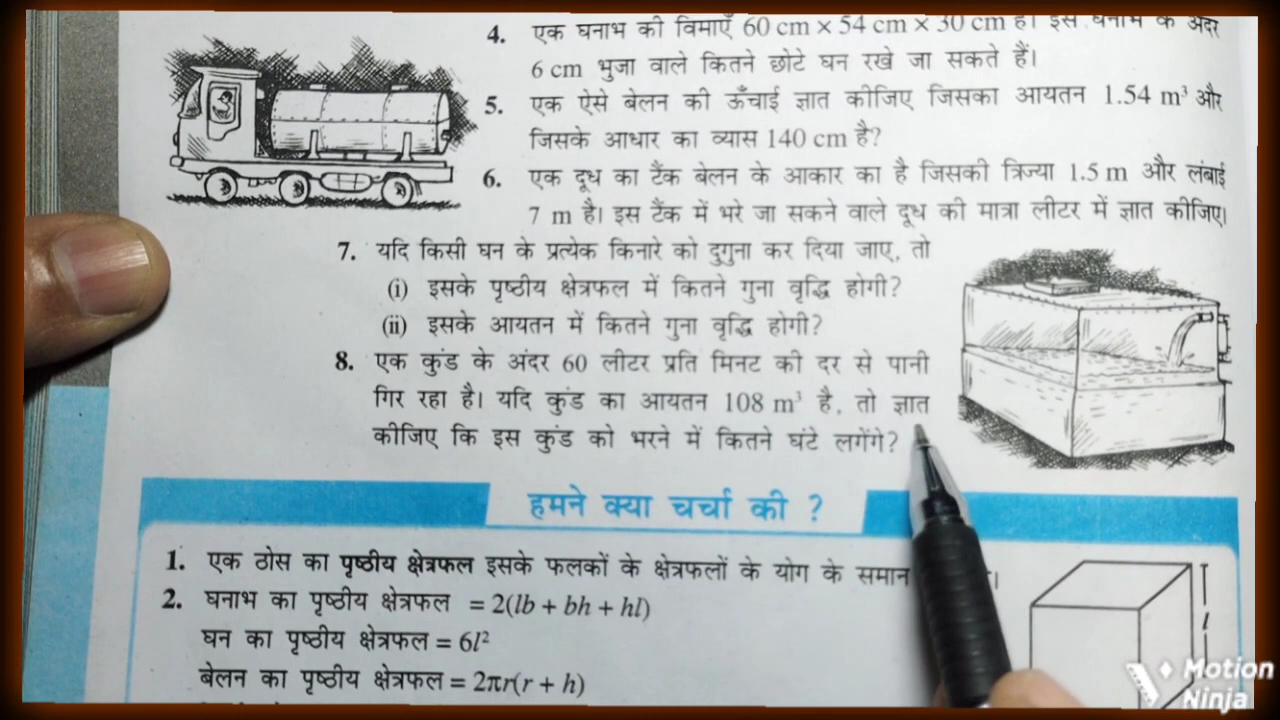 4. एक घनाभ की विमाएँ 60 cm × 54 cm × 30 cm हैं। इस घनाभ के अंदर
6 cm भुजा वाले कितने छोटे घन रखे जा सकते हैं।
5. एक ऐसे बेलन की ऊँचाई ज्ञात कीजिए जिसका आयतन 1.54 m³ और
जिसके आधार का व्यास 140 cm है?
6. एक दूध का टैंक बेलन के आकार का है जिसकी त्रिज्या 1.5 m और लंबाई
7 m है। इस टैंक में भरे जा सकने वाले दूध की मात्रा लीटर में ज्ञात कीजिए।
7. यदि किसी घन के प्रत्येक किनारे को दुगुना कर दिया जाए, तो
(i) इसके पृष्ठीय क्षेत्रफल में कितने गुना वृद्धि होगी?
(ii) इसके आयतन में कितने गुना वृद्धि होगी?
8. एक कुंड के अंदर 60 लीटर प्रति मिनट की दर से पानी
गिर रहा है। यदि कुंड का आयतन 108 m³ है, तो ज्ञात
कीजिए कि इस कुंड को भरने में कितने घंटे लगेंगे?
हमने क्या चर्चा की ?
1. एक ठोस का पृष्ठीय क्षेत्रफल इसके फलकों के क्षेत्रफलों के योग के समान
2. घनाभ का पृष्ठीय क्षेत्रफल = 2(lb + bh + hl)
घन का पृष्ठीय क्षेत्रफल = 6l²
l
बेलन का पृष्ठीय क्षेत्रफल = 2πr(r + h)
Motion
Ninja